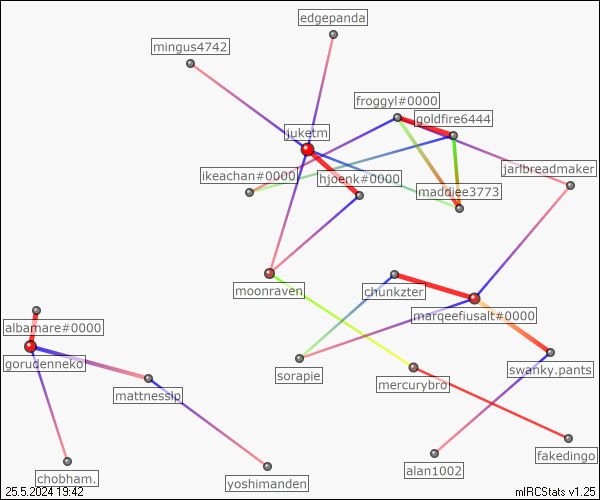 edgepanda
mingus4742
froggyl#0000
goldfire6444
juketm
jarlbreadmaker
ikeachan#0000
hjoenk#0000
maddiee3773
moonraven
chunkzter
marqeefiusalt#0000
albamare#0000
gorudenneko
swanky.pants
sorapie
mercurybro
mattnesslp
fakedingo
alan1002
chobham.
yoshimanden
25.5.2024 19:42
mIRCStats v1.25